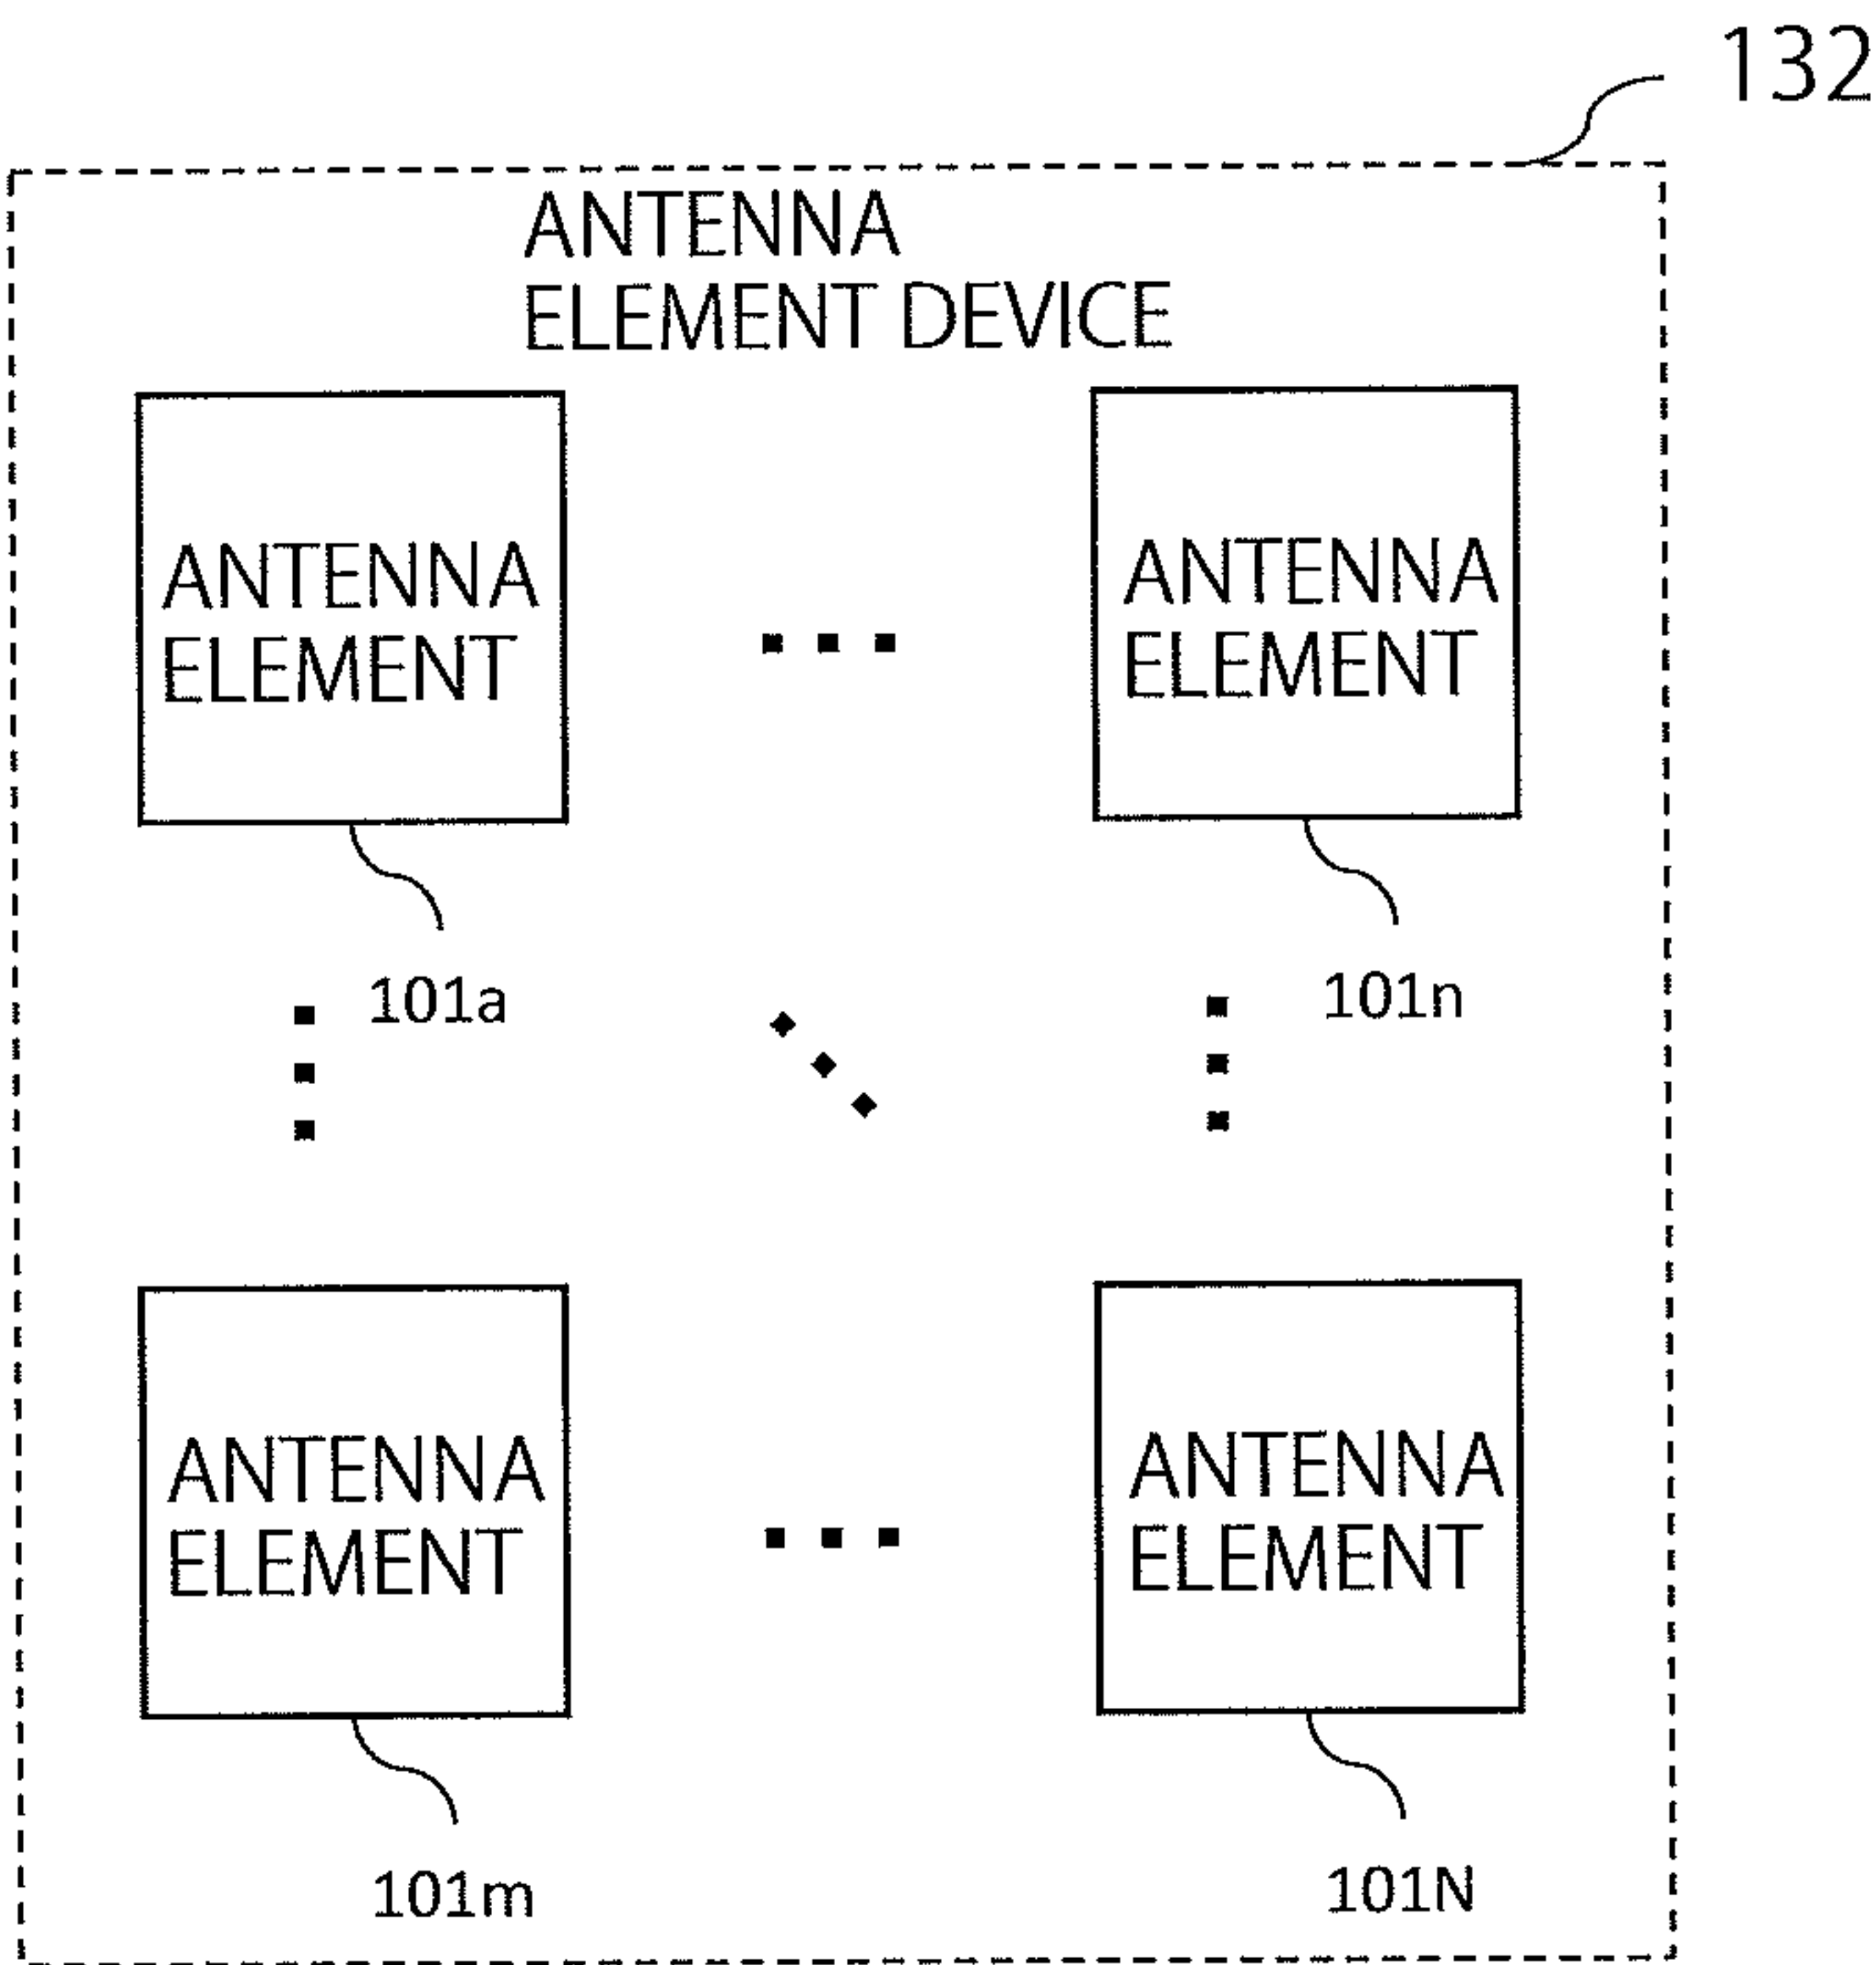 132
ANTENNA
ELEMENT DEVICE
ANTENNA
ELEMENT
ANTENNA
ELEMENT
101a
101n
ANTENNA
ELEMENT
ANTENNA
ELEMENT
101m
101N